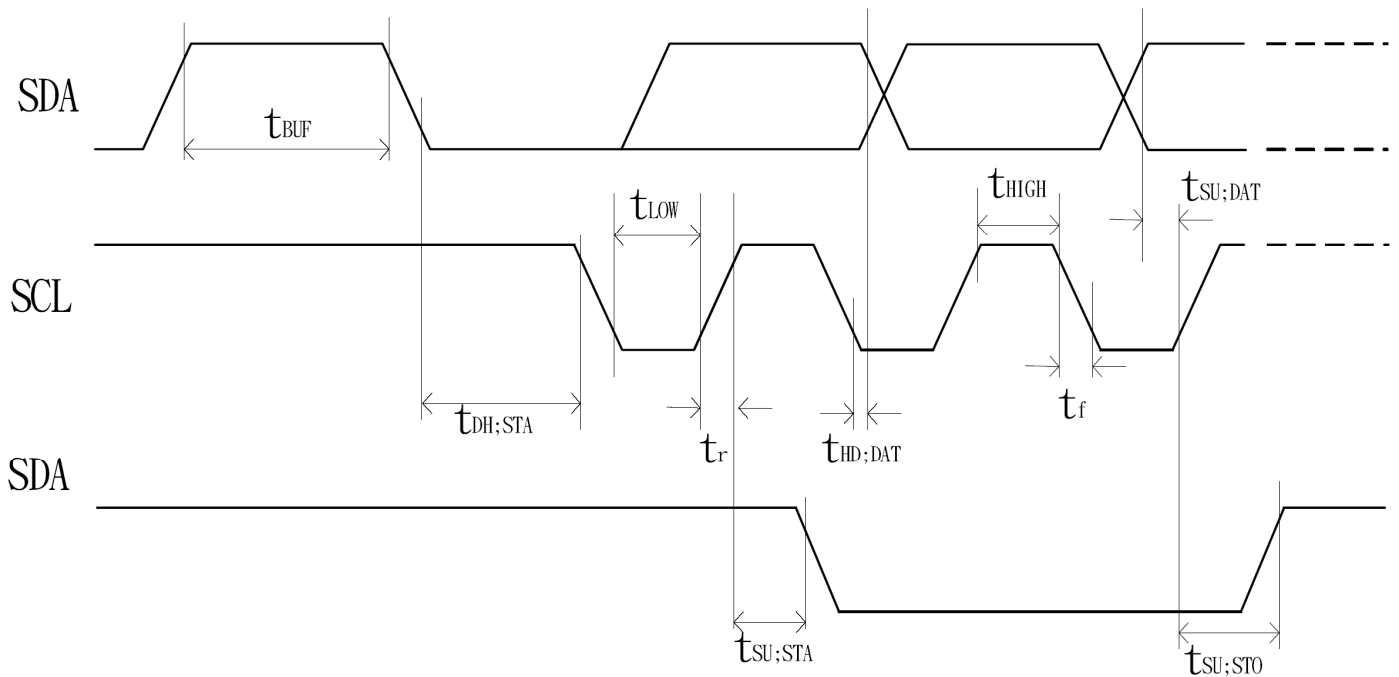 SDA
tBUF
tLOW
tHIGH
tSU;DAT
SCL
tDH;STA
tr
tHD;DAT
tf
SDA
tSU;STA
tSU;STO